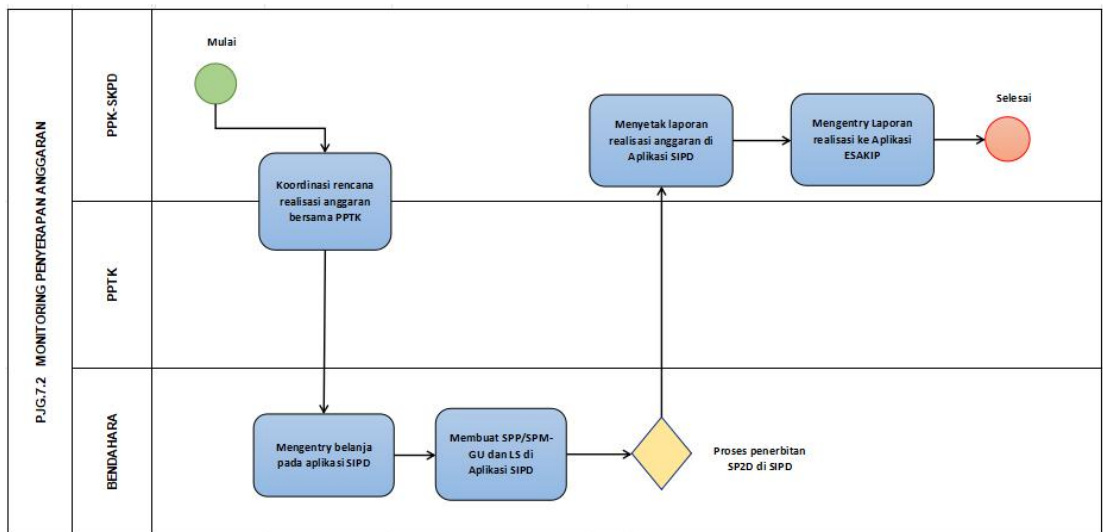 PJG.7.2 MONITORING PENYERAPAN ANGGARAN
PPK-SKPD
Mulai
Koordinasi rencana
realisasi anggaran
bersama PPTK
Menyetak laporan
realisasi anggaran di
Aplikasi SIPD
Mengentry Laporan
realisasi ke Aplikasi
ESAKIP
Selesai
PPTK
BENDAHARA
Mengentry belanja
pada aplikasi SIPD
Membuat SPP/SPM-
GU dan LS di
Aplikasi SIPD
Proses penerbitan
SP2D di SIPD